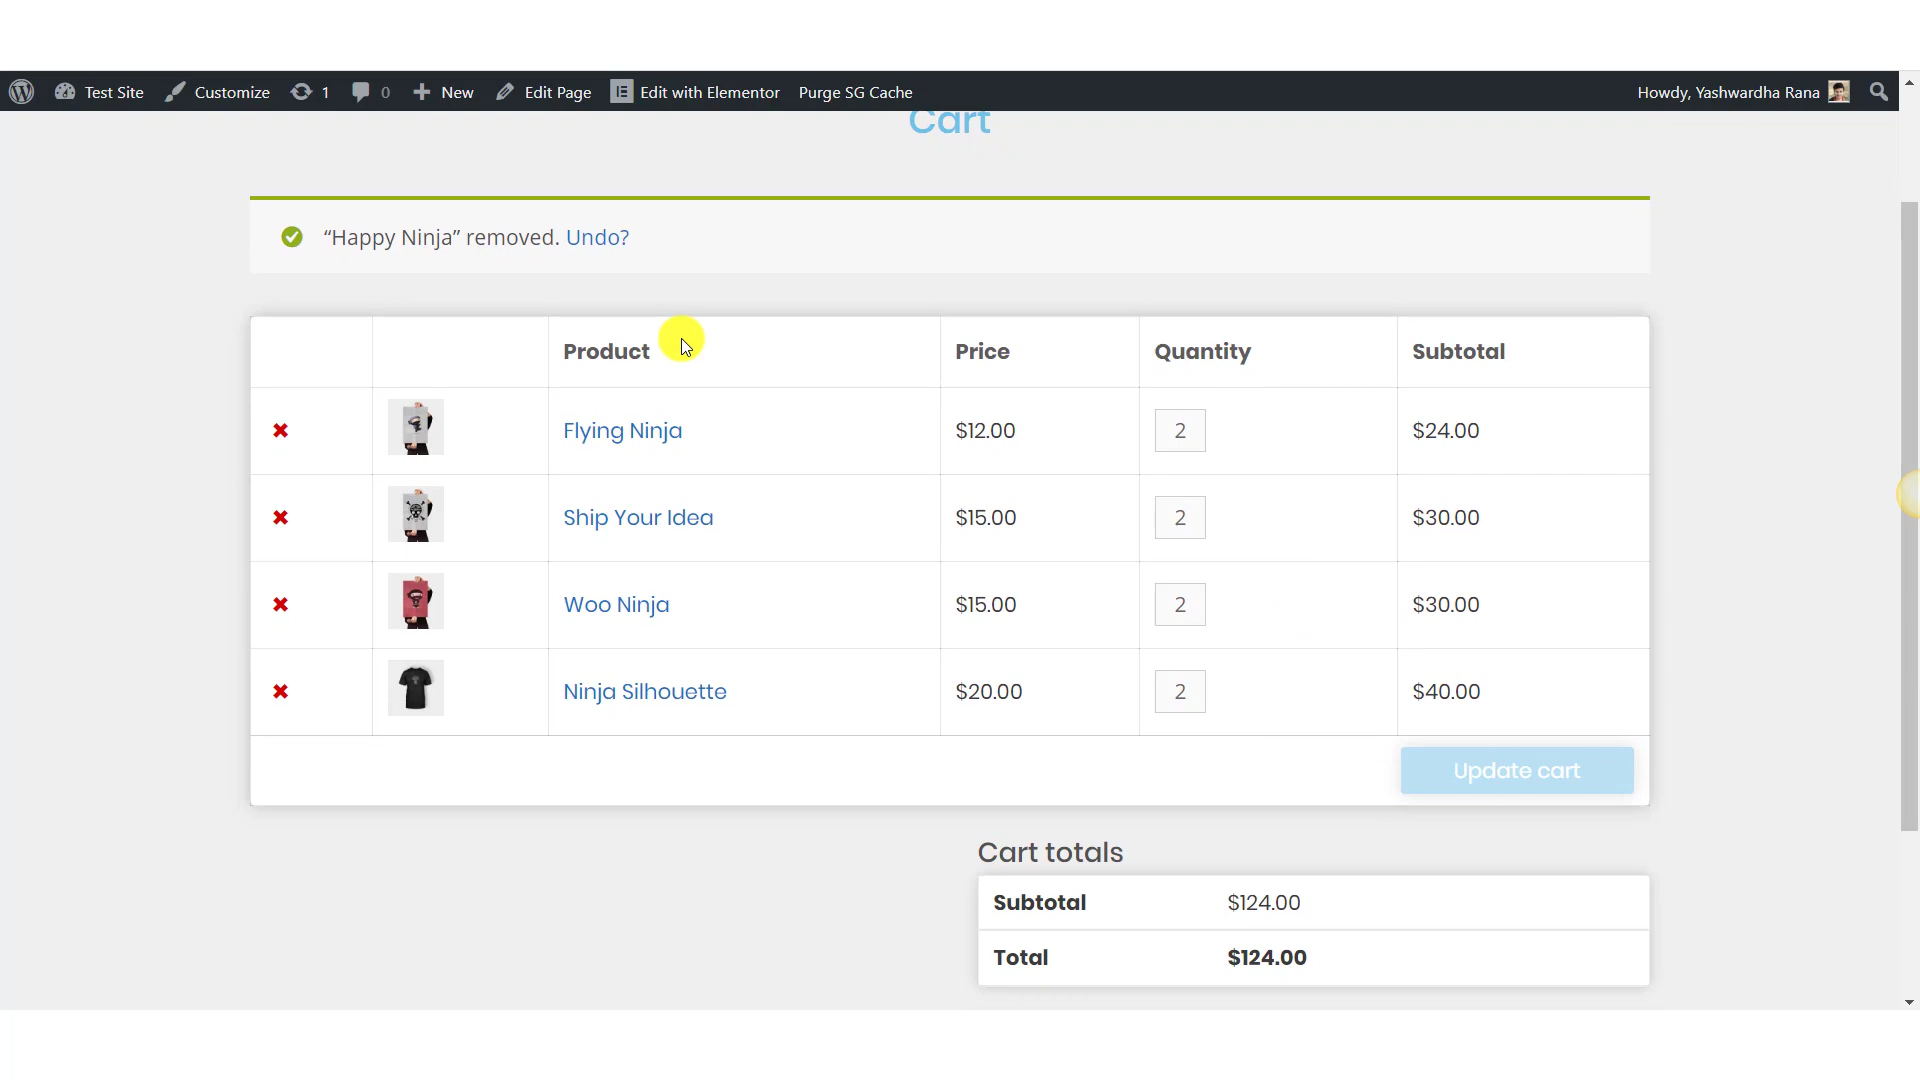 Test Site Customize 1 0 New Edit Page Edit with Elementor Purge SG Cache Howdy, Yashwardha Rana
Cart
“Happy Ninja” removed. Undo?
Product Price Quantity Subtotal
✖ Flying Ninja $12.00 2 $24.00
✖ Ship Your Idea $15.00 2 $30.00
✖ Woo Ninja $15.00 2 $30.00
✖ Ninja Silhouette $20.00 2 $40.00
Update cart
Cart totals
Subtotal $124.00
Total $124.00